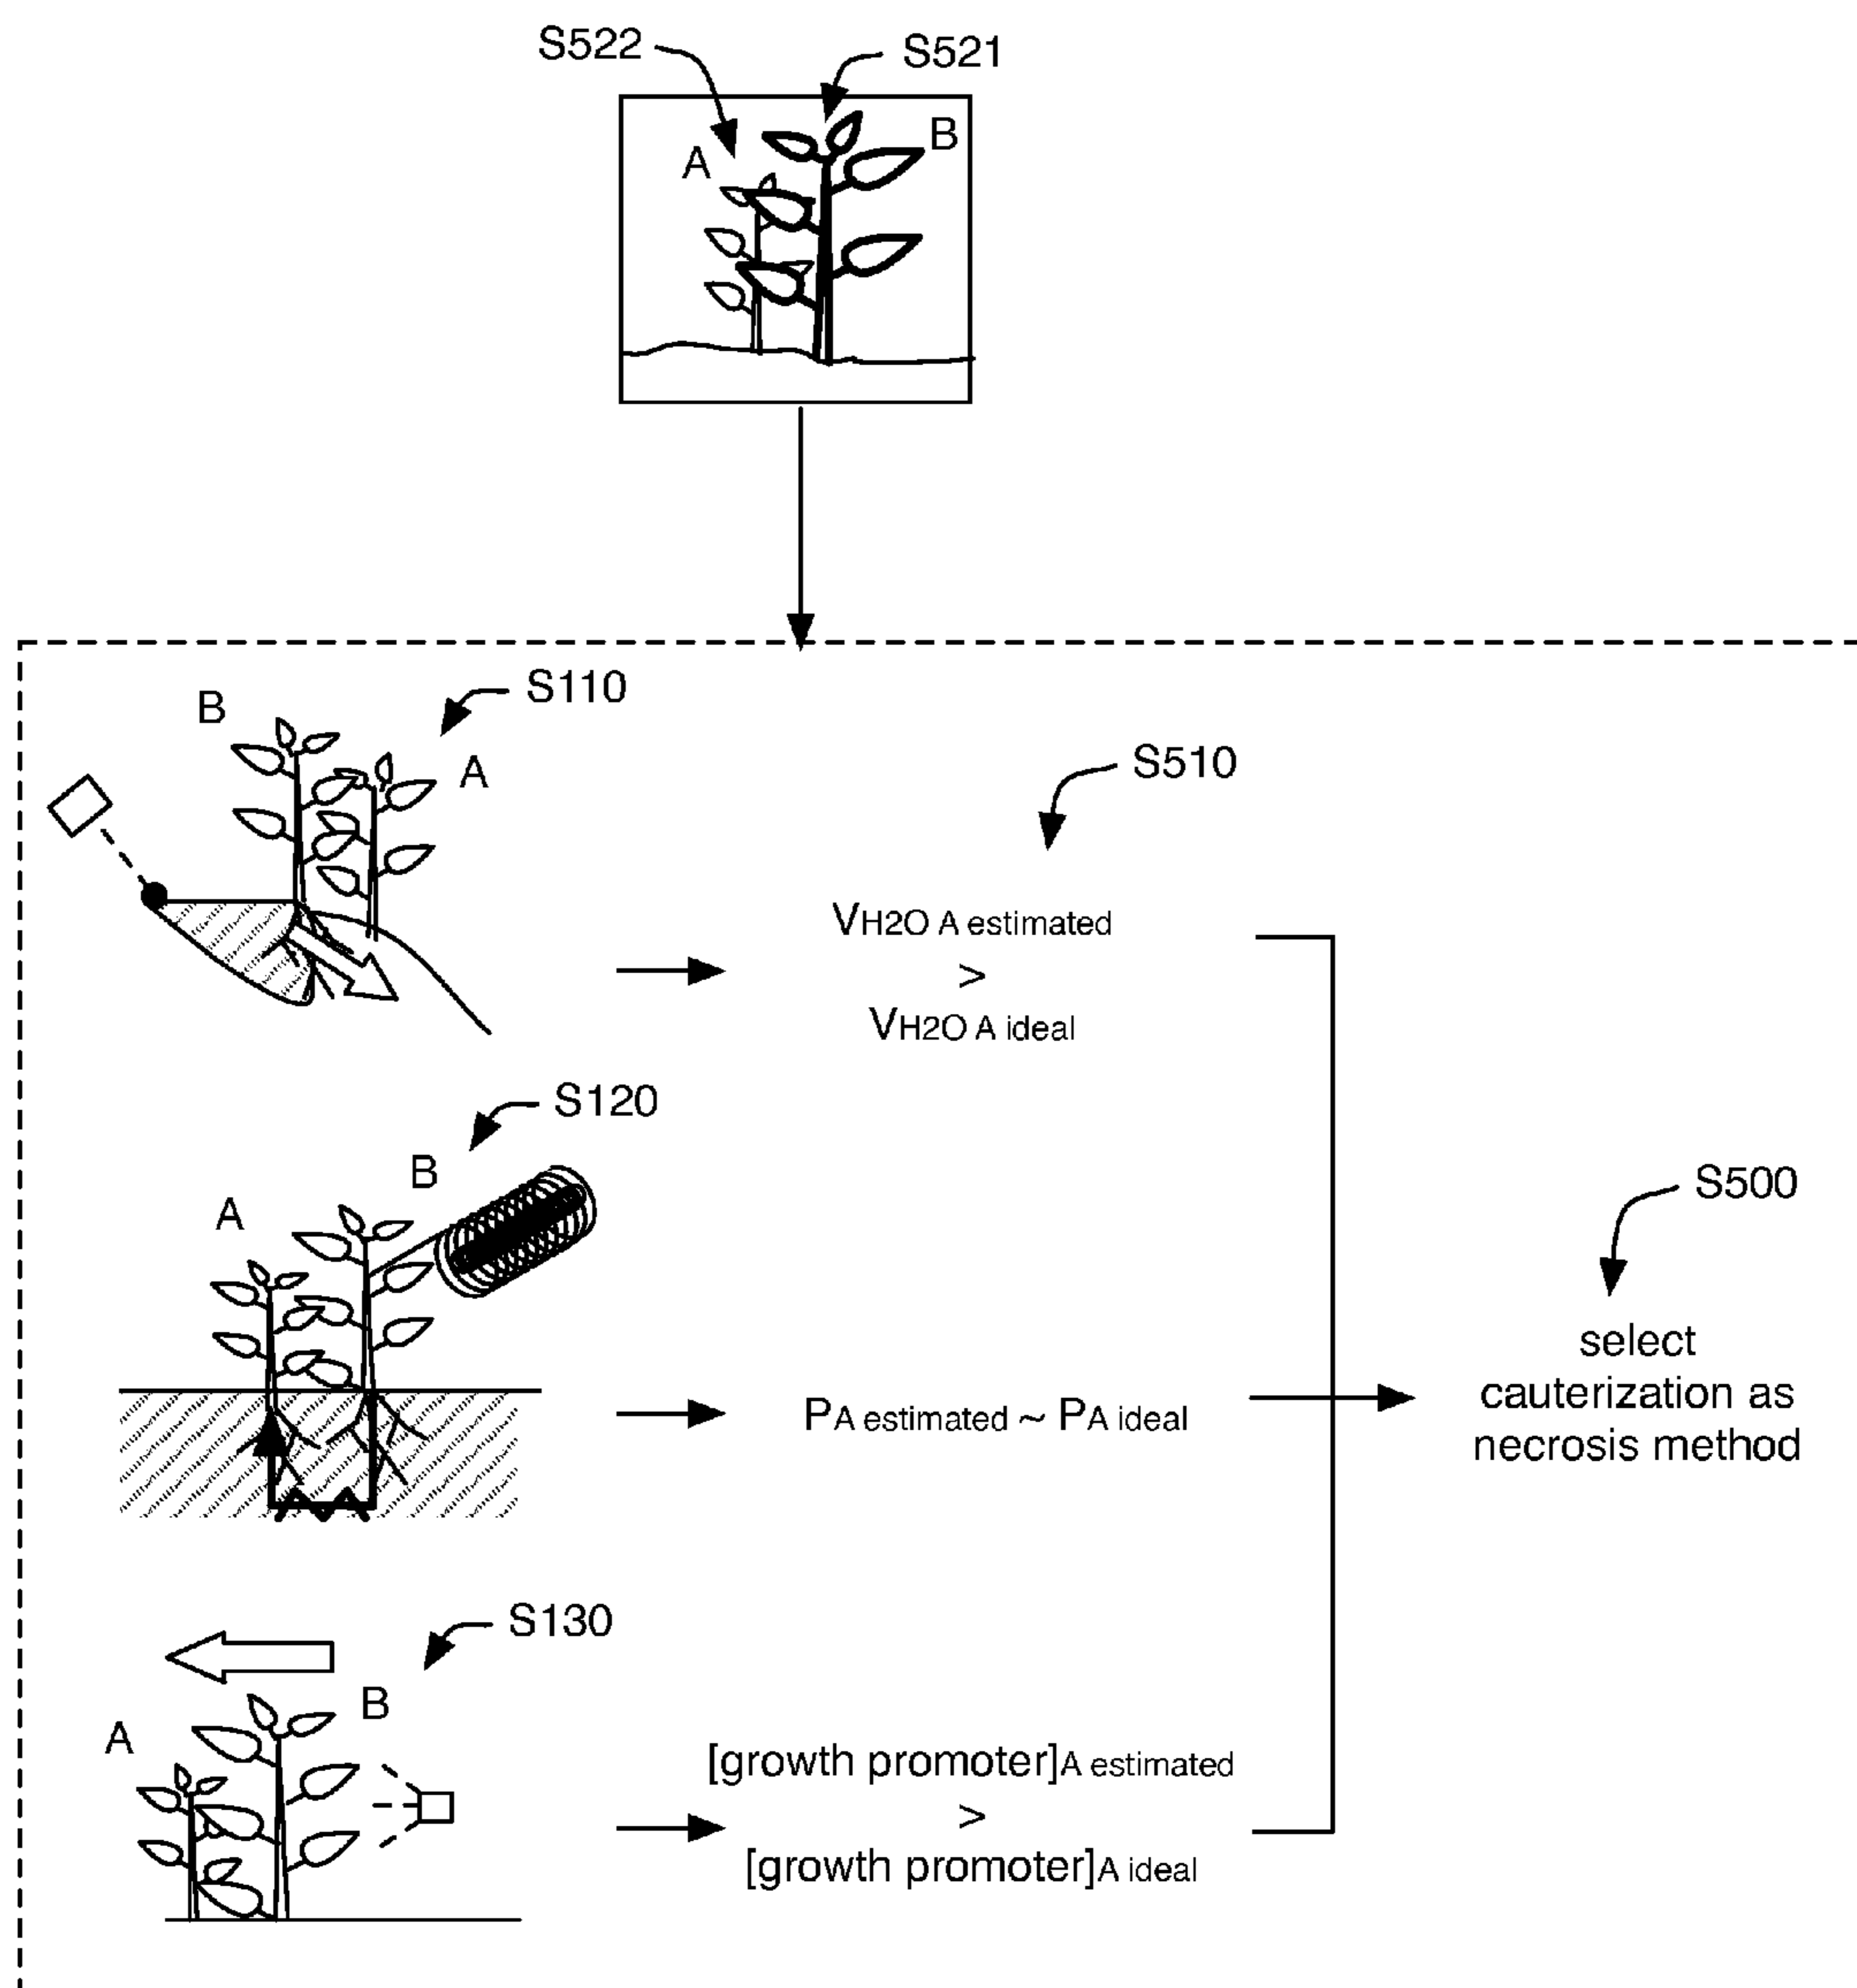 S522
S521
A
B
S110
B
A
S510
VH2O A estimated
>
VH2O A ideal
S120
B
A
S500
select
cauterization as
necrosis method
PA estimated ~ PA ideal
S130
B
A
[growth promoter]A estimated
>
[growth promoter]A ideal